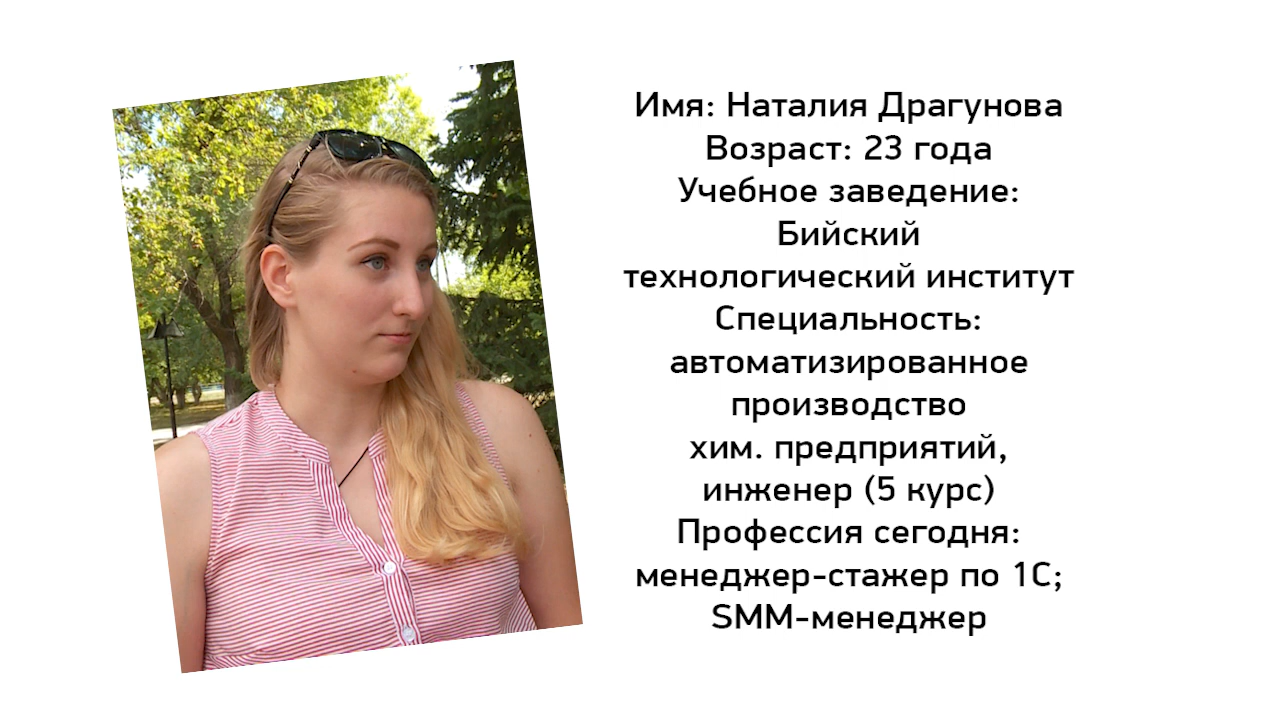 Имя: Наталия Драгунова
Возраст: 23 года
Учебное заведение:
Бийский
технологический институт
Специальность:
автоматизированное
производство
хим. предприятий,
инженер (5 курс)
Профессия сегодня:
менеджер-стажер по 1С;
SMM-менеджер